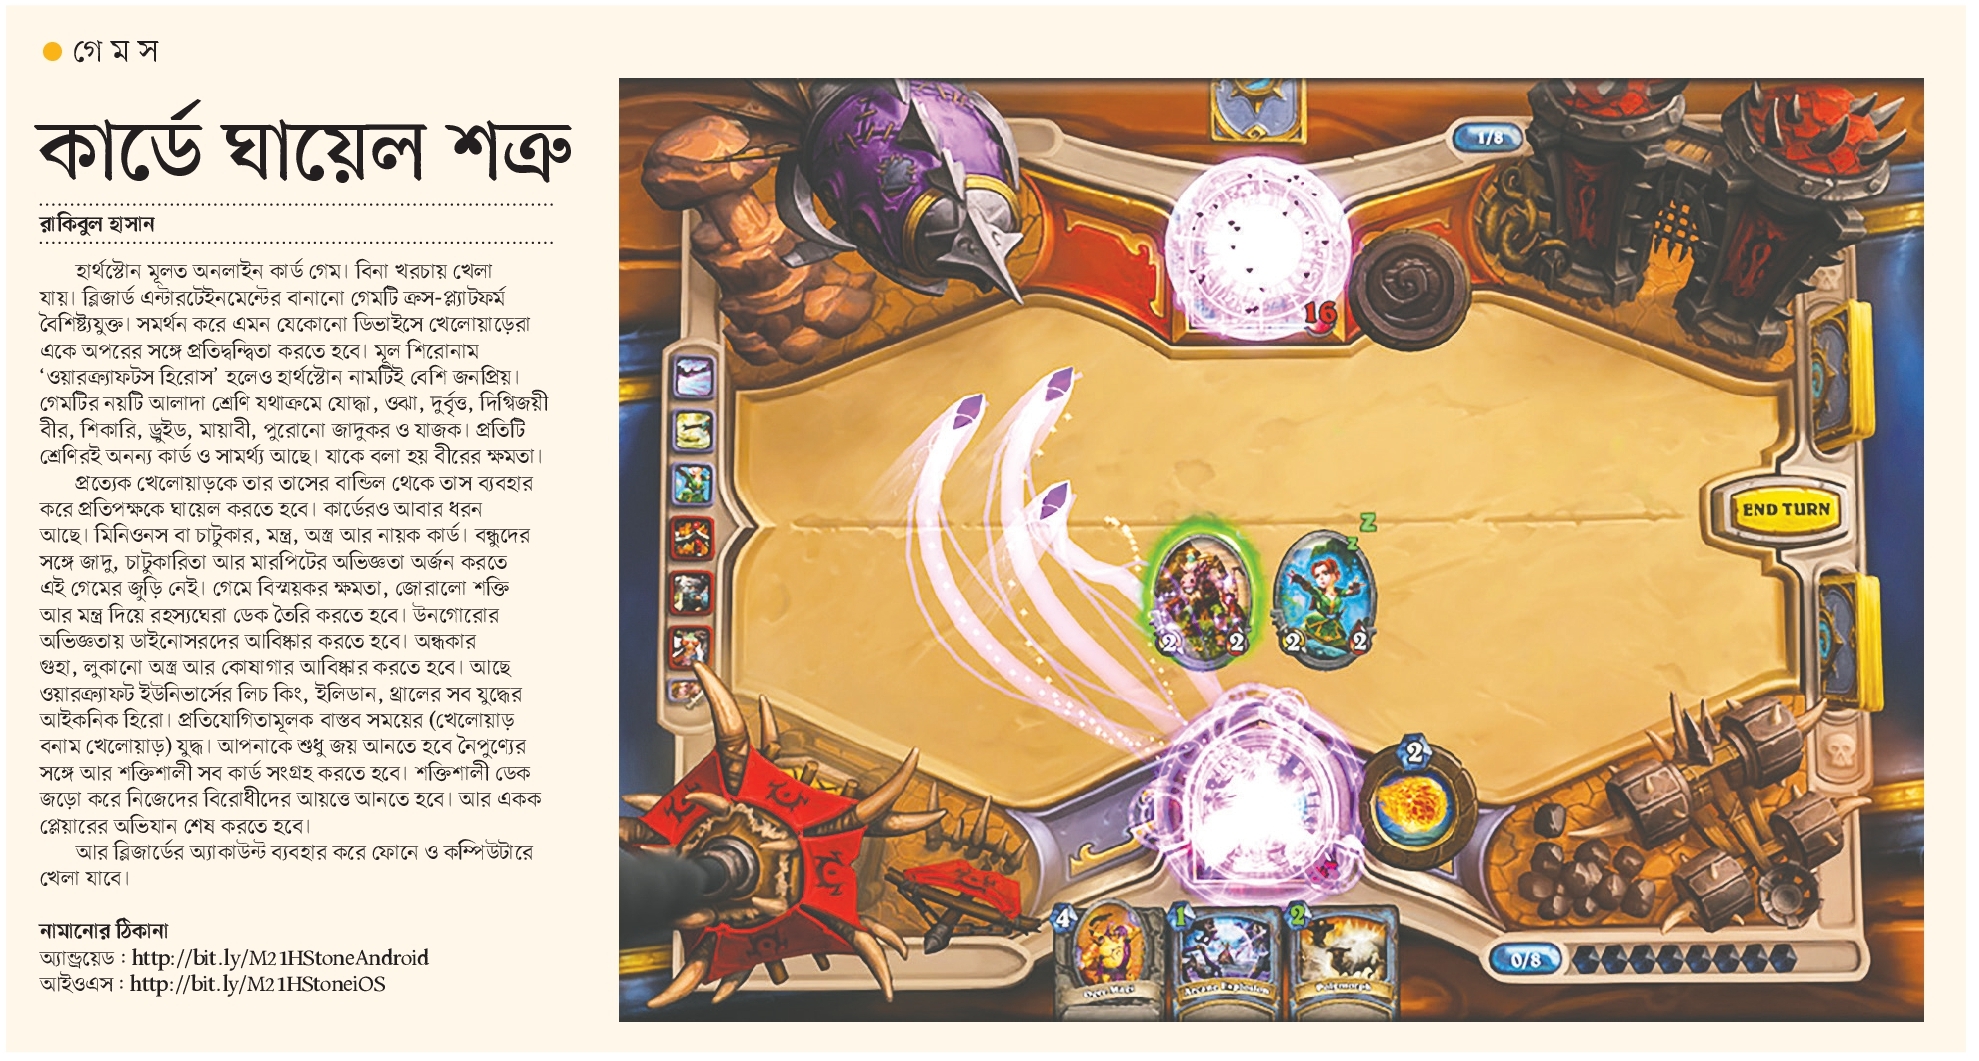 গেমস
কার্ডে ঘায়েল শত্রু
রাকিবুল হাসান
হার্থস্টোন মূলত অনলাইন কার্ড গেম। বিনা খরচায় খেলা
যায়। ব্লিজার্ড এন্টারটেইনমেন্টের বানানো গেমটি ক্রস-প্ল্যাটফর্ম
বৈশিষ্ট্যযুক্ত। সমর্থন করে এমন যেকোনো ডিভাইসে খেলোয়াড়েরা
একে অপরের সঙ্গে প্রতিদ্বন্দ্বিতা করতে হবে। মূল শিরোনাম
‘ওয়ারক্র্যাফটস হিরোস’ হলেও হার্থস্টোন নামটিই বেশি জনপ্রিয়।
গেমটির নয়টি আলাদা শ্রেণি যথাক্রমে যোদ্ধা, ওঝা, দুর্বৃত্ত, দিগ্বিজয়ী
বীর, শিকারি, ড্রুইড, মায়াবী, পুরোনো জাদুকর ও যাজক। প্রতিটি
শ্রেণিরই অনন্য কার্ড ও সামর্থ্য আছে। যাকে বলা হয় বীরের ক্ষমতা।
প্রত্যেক খেলোয়াড়কে তার তাসের বান্ডিল থেকে তাস ব্যবহার
করে প্রতিপক্ষকে ঘায়েল করতে হবে। কার্ডেরও আবার ধরন
আছে। মিনিওনস বা চাটুকার, মন্ত্র, অস্ত্র আর নায়ক কার্ড। বন্ধুদের
সঙ্গে জাদু, চাটুকারিতা আর মারপিটের অভিজ্ঞতা অর্জন করতে
এই গেমের জুড়ি নেই। গেমে বিস্ময়কর ক্ষমতা, জোরালো শক্তি
আর মন্ত্র দিয়ে রহস্যঘেরা ডেক তৈরি করতে হবে। উনগোরোর
অভিজ্ঞতায় ডাইনোসরদের আবিষ্কার করতে হবে। অন্ধকার
গুহা, লুকানো অস্ত্র আর কোষাগার আবিষ্কার করতে হবে। আছে
ওয়ারক্র্যাফট ইউনিভার্সের লিচ কিং, ইলিডান, থ্রালের সব যুদ্ধের
আইকনিক হিরো। প্রতিযোগিতামূলক বাস্তব সময়ের (খেলোয়াড়
বনাম খেলোয়াড়) যুদ্ধ। আপনাকে শুধু জয় আনতে হবে নৈপুণ্যের
সঙ্গে আর শক্তিশালী সব কার্ড সংগ্রহ করতে হবে। শক্তিশালী ডেক
জড়ো করে নিজেদের বিরোধীদের আয়ত্তে আনতে হবে। আর একক
প্লেয়ারের অভিযান শেষ করতে হবে।
আর ব্লিজার্ডের অ্যাকাউন্ট ব্যবহার করে ফোনে ও কম্পিউটারে
খেলা যাবে।
নামানোর ঠিকানা
অ্যান্ড্রয়েড : http://bit.ly/M21HStoneAndroid
আইওএস : http://bit.ly/M21HStoneiOS
1/8
16
END TURN
Z
z
2 2
2 2
2
4 1 2
Arcane Explosion
Polymorph
0/8